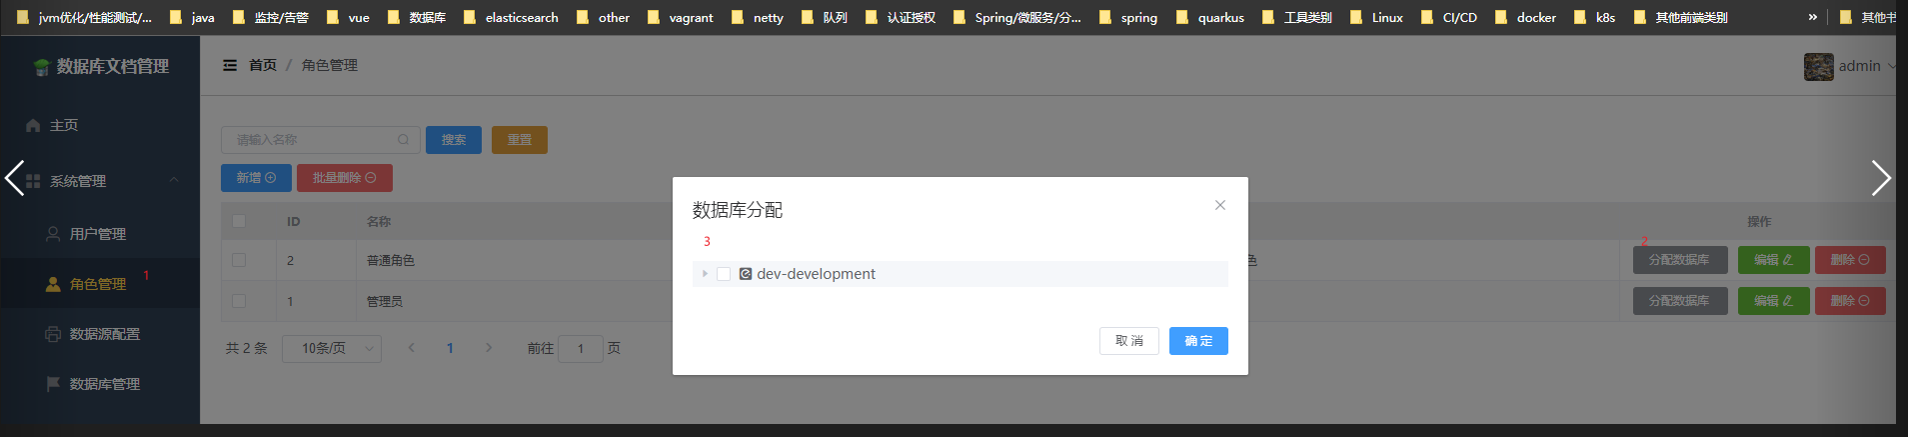 jvm优化/性能测试/... java 监控/告警 vue 数据库 elasticsearch other vagrant netty 队列 认证授权 Spring/微服务/分... spring quarkus 工具类别 Linux CI/CD docker k8s 其他前端类别 » 其他书
数据库文档管理
首页 / 角色管理
admin
主页
请输入名称 搜索 重置
系统管理
新增 批量删除
ID 名称 操作
用户管理
2 普通角色 色 2 分配数据库 编辑 删除
角色管理 1
1 管理员 分配数据库 编辑 删除
数据源配置
共 2 条 10条/页 1 前往 1 页
数据库管理
数据库分配
3
dev-development
取 消 确 定